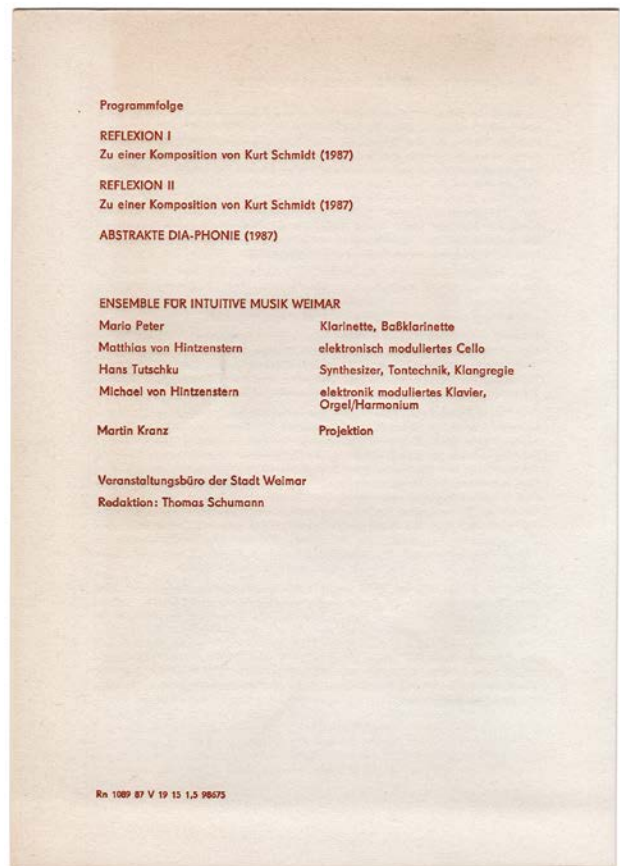 Programmfolge
REFLEXION I
Zu einer Komposition von Kurt Schmidt (1987)
REFLEXION II
Zu einer Komposition von Kurt Schmidt (1987)
ABSTRAKTE DIA-PHONIE (1987)
ENSEMBLE FÜR INTUITIVE MUSIK WEIMAR
Mario Peter Klarinette, Baßklarinette
Matthias von Hintzenstern elektronisch moduliertes Cello
Hans Tutschku Synthesizer, Tontechnik, Klangregie
Michael von Hintzenstern elektronik moduliertes Klavier,
Orgel/Harmonium
Martin Kranz Projektion
Veranstaltungsbüro der Stadt Weimar
Redaktion: Thomas Schumann
Rn 1089 87 V 19 15 1,5 98675